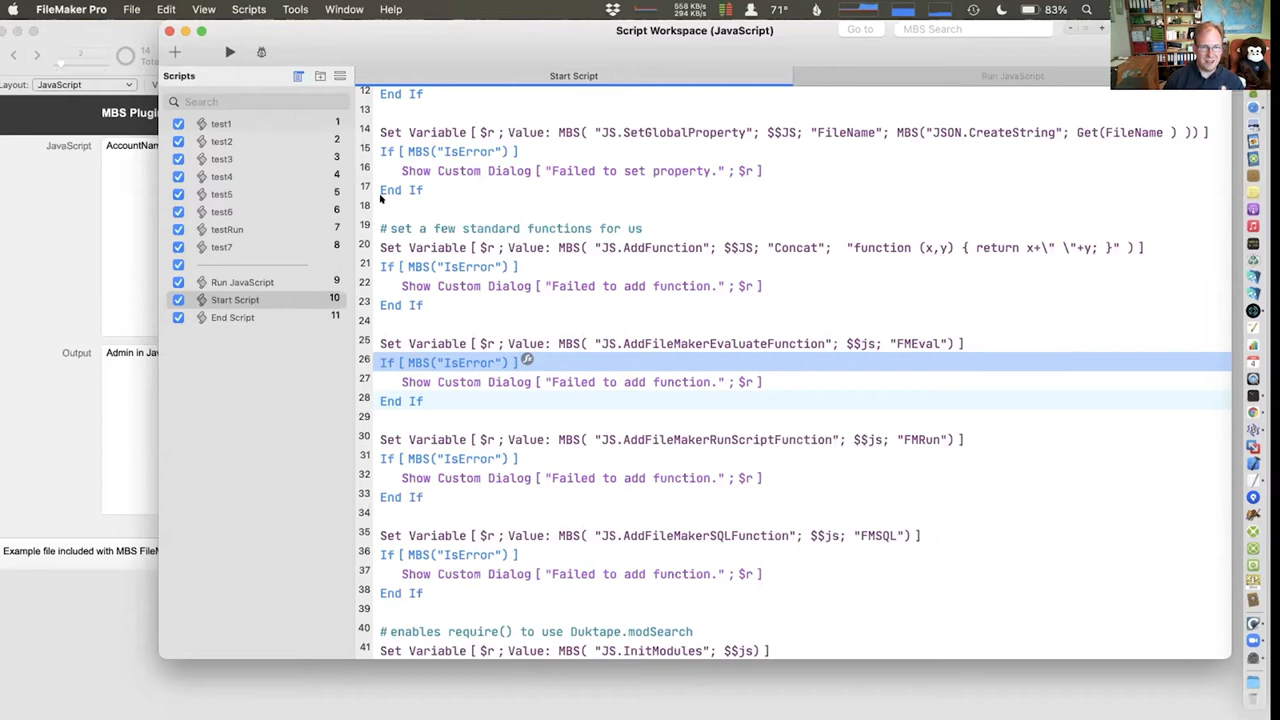 FileMaker Pro File Edit View Scripts Tools Window Help
558 KB/s
294 KB/s
71°
83%
Script Workspace (JavaScript)
Go to
MBS Search
2
14
Tota
Layout:
JavaScript
Scripts
Start Script
Run JavaScript
Search
MBS Plugin
JavaScript
AccountNam
Output
Admin in Jav
Example file included with MBS FileM
test1 1
test2 2
test3 3
test4 4
test5 5
test6 6
testRun 7
test7 8
Run JavaScript 9
Start Script 10
End Script 11
12 End If
13
14 Set Variable [ $r ; Value: MBS( "JS.SetGlobalProperty"; $$JS; "FileName"; MBS("JSON.CreateString"; Get(FileName ) )) ]
15 If [ MBS("IsError") ]
16 Show Custom Dialog [ "Failed to set property." ; $r ]
17 End If
18
19 # set a few standard functions for us
20 Set Variable [ $r ; Value: MBS( "JS.AddFunction"; $$JS; "Concat"; "function (x,y) { return x+\" \"+y; }" ) ]
21 If [ MBS("IsError") ]
22 Show Custom Dialog [ "Failed to add function." ; $r ]
23 End If
24
25 Set Variable [ $r ; Value: MBS( "JS.AddFileMakerEvaluateFunction"; $$js; "FMEval") ]
26 If [ MBS("IsError") ]
27 Show Custom Dialog [ "Failed to add function." ; $r ]
28 End If
29
30 Set Variable [ $r ; Value: MBS( "JS.AddFileMakerRunScriptFunction"; $$js; "FMRun") ]
31 If [ MBS("IsError") ]
32 Show Custom Dialog [ "Failed to add function." ; $r ]
33 End If
34
35 Set Variable [ $r ; Value: MBS( "JS.AddFileMakerSQLFunction"; $$js; "FMSQL") ]
36 If [ MBS("IsError") ]
37 Show Custom Dialog [ "Failed to add function." ; $r ]
38 End If
39
40 # enables require() to use Duktape.modSearch
41 Set Variable [ $r ; Value: MBS( "JS.InitModules"; $$js) ]